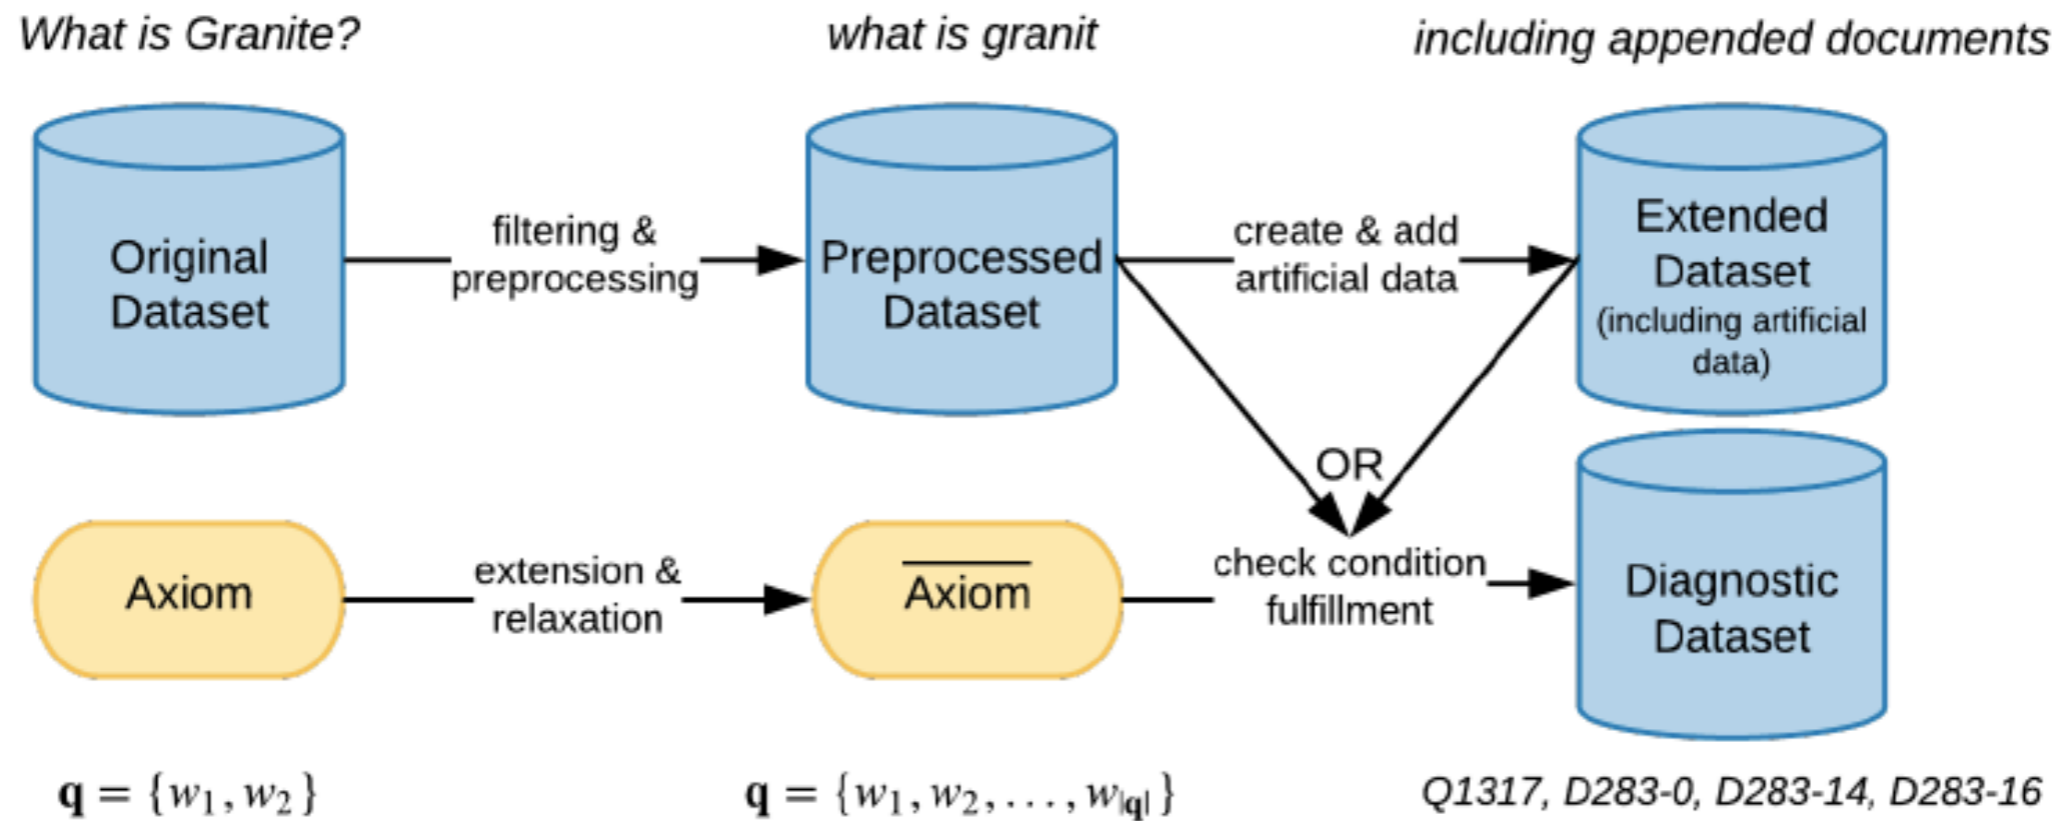 What is Granite?
what is granit
including appended documents
Original
Dataset
filtering &
preprocessing
Preprocessed
Dataset
create & add
artificial data
Extended
Dataset
(including artificial
data)
OR
Axiom
extension &
relaxation
Axiom
check condition
fulfillment
Diagnostic
Dataset
q = {w₁, w₂}
q = {w₁, w₂, . . . , w|q|}
Q1317, D283-0, D283-14, D283-16